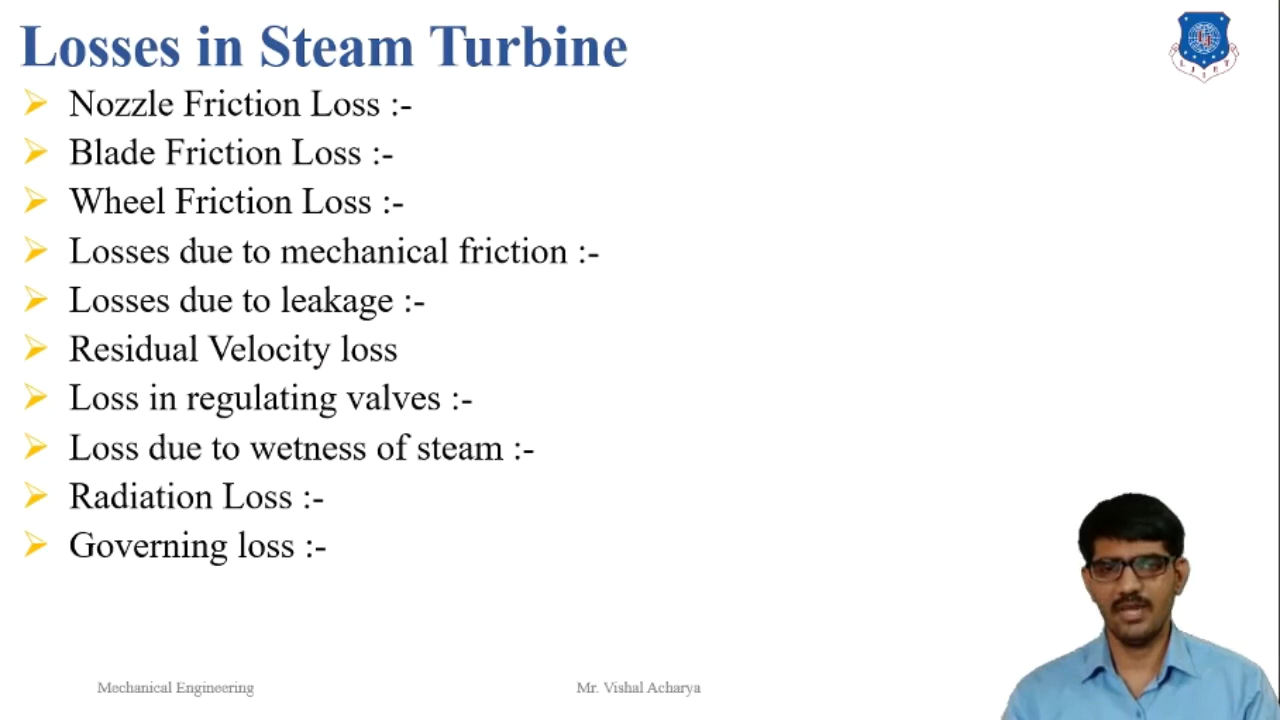 Losses in Steam Turbine
Nozzle Friction Loss :-
Blade Friction Loss :-
Wheel Friction Loss :-
Losses due to mechanical friction :-
Losses due to leakage :-
Residual Velocity loss
Loss in regulating valves :-
Loss due to wetness of steam :-
Radiation Loss :-
Governing loss :-
Mechanical Engineering
Mr. Vishal Acharya